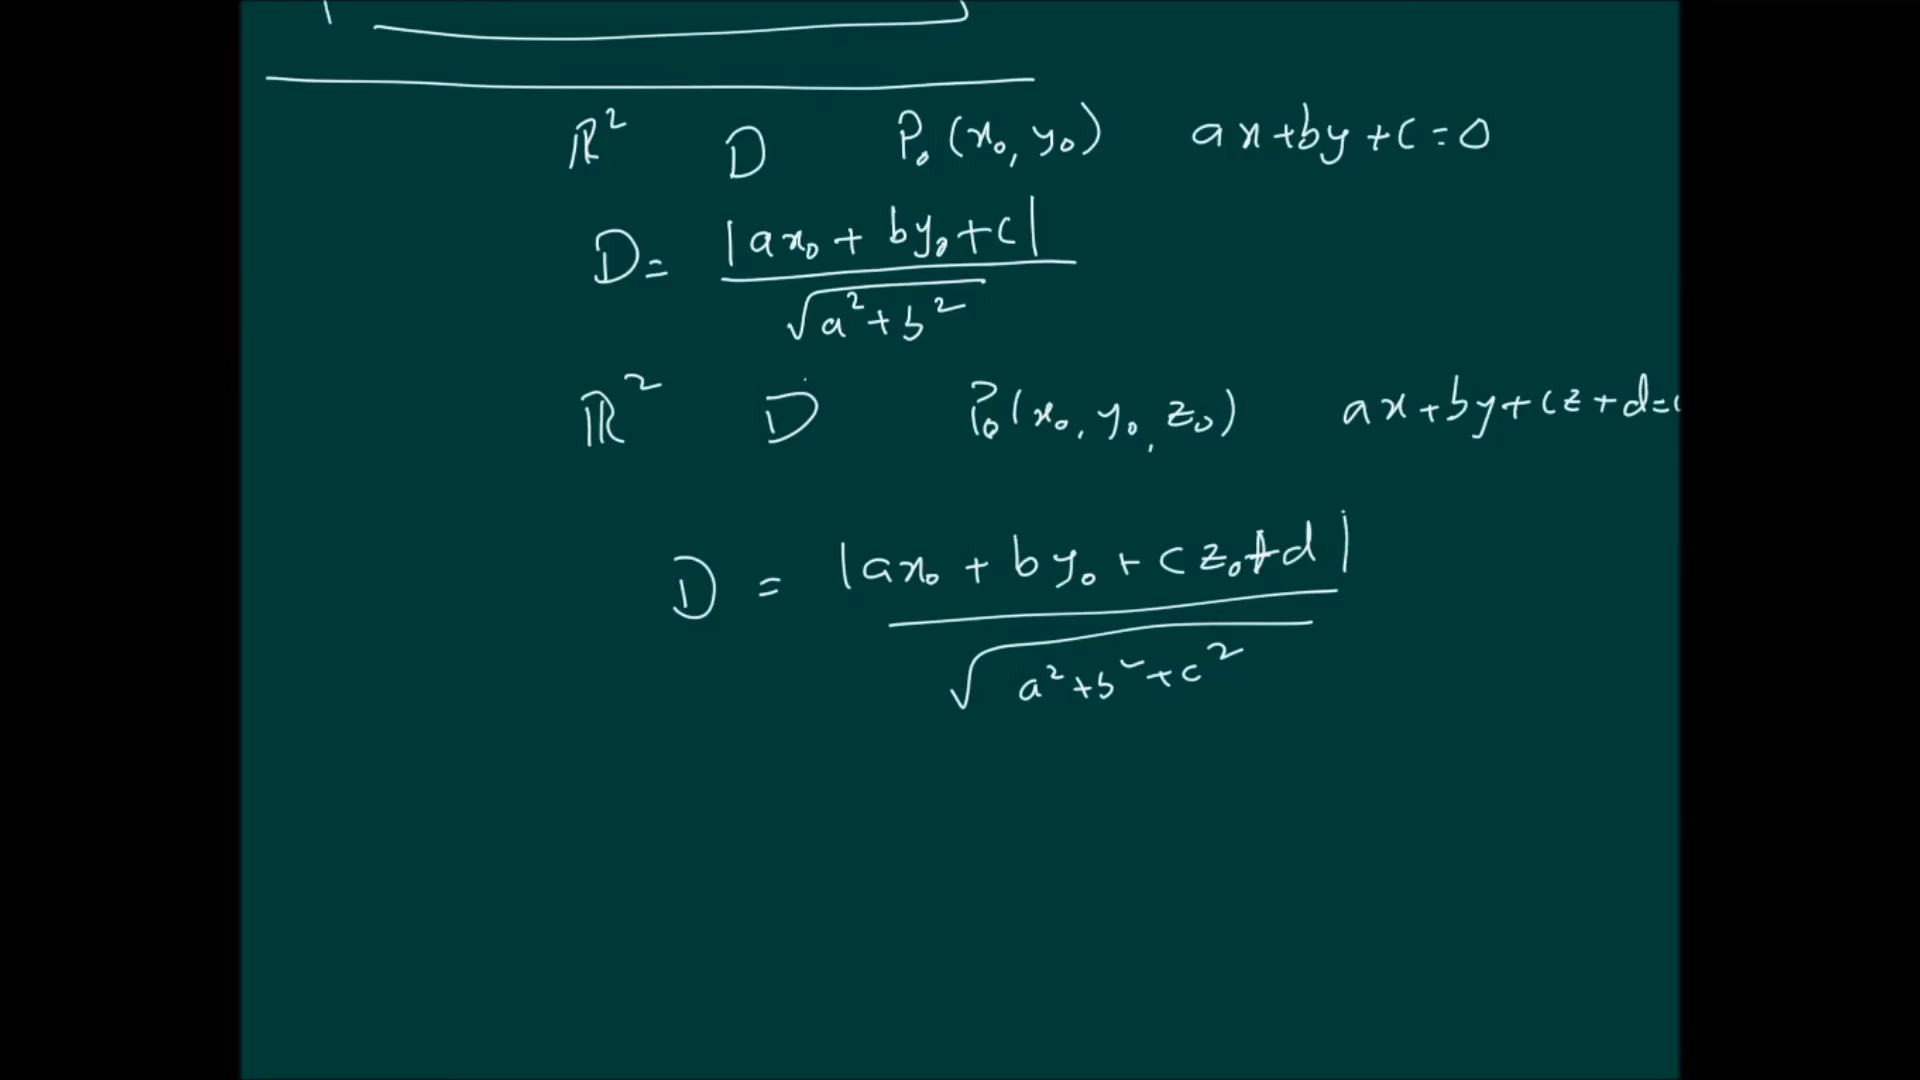 ℝ² D P₀(x₀, y₀) ax+by+c=0
D= |ax₀+ by₀+c|
√a²+b²
ℝ² D P₀(x₀, y₀, z₀) ax+by+cz+d=
D = |ax₀ + by₀ + cz₀+d|
√a²+b²+c²